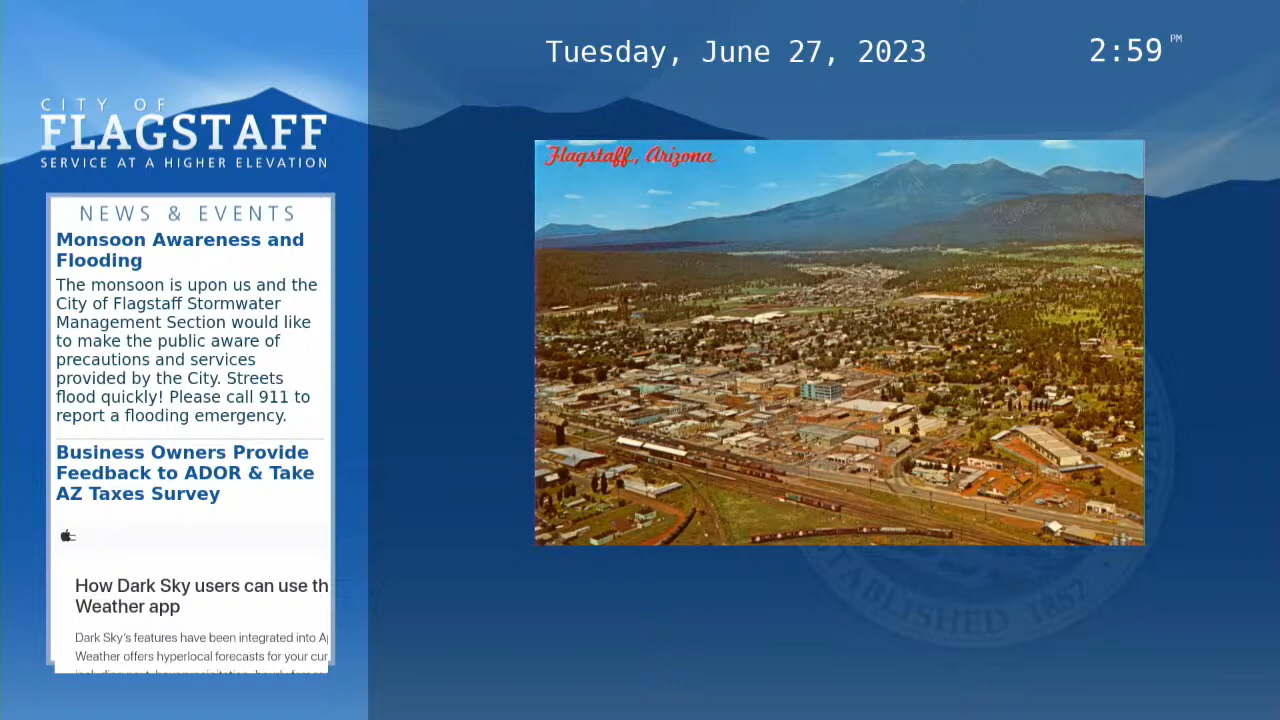 Tuesday, June 27, 2023
2:59 PM
CITY OF
FLAGSTAFF
SERVICE AT A HIGHER ELEVATION
NEWS & EVENTS
Monsoon Awareness and
Flooding
The monsoon is upon us and the
City of Flagstaff Stormwater
Management Section would like
to make the public aware of
precautions and services
provided by the City. Streets
flood quickly! Please call 911 to
report a flooding emergency.
Business Owners Provide
Feedback to ADOR & Take
AZ Taxes Survey
How Dark Sky users can use th
Weather app
Dark Sky's features have been integrated into A
Weather offers hyperlocal forecasts for your cur
Flagstaff, Arizona
ESTABLISHED 1882